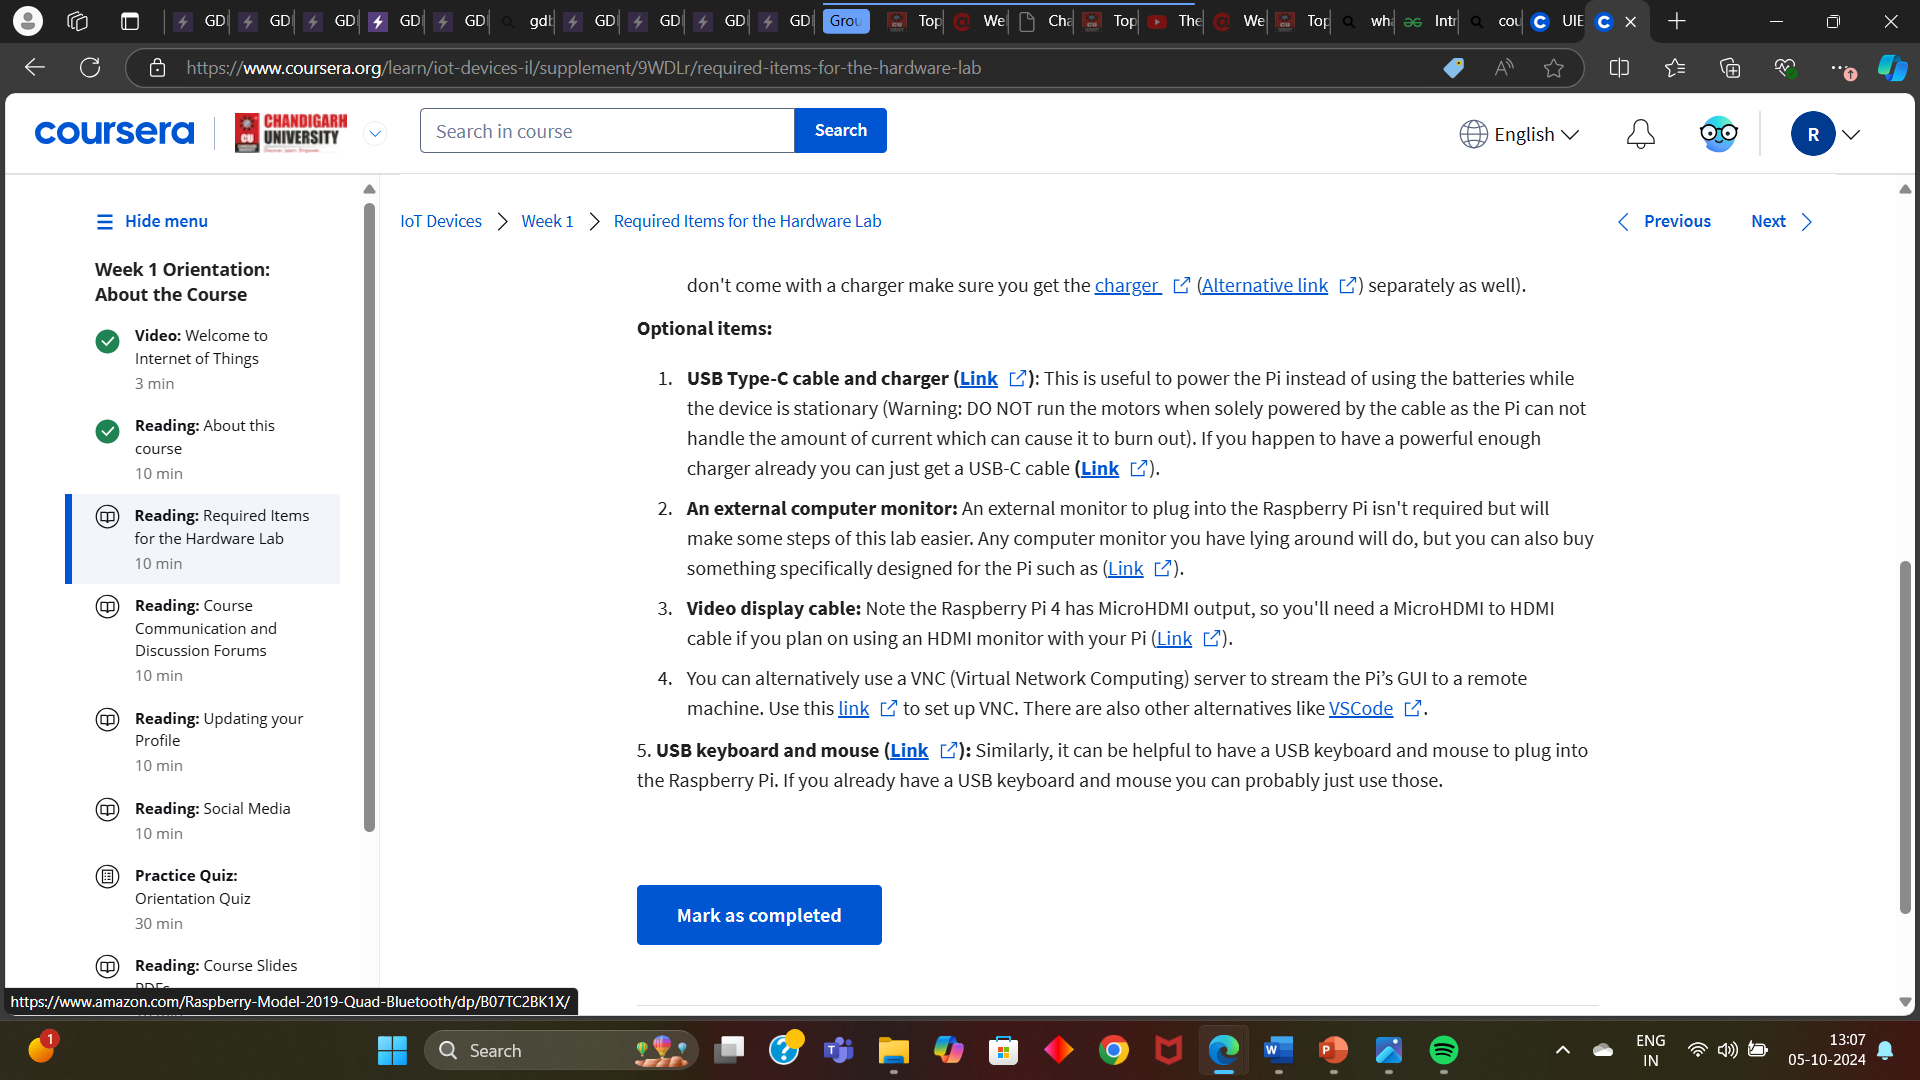 GDI GDI GDI GDI GDI gdb GDI GDI GDI GDI Grou Top We Cha Top The We Top wha Intr cou UIE
https://www.coursera.org/learn/iot-devices-il/supplement/9WDLr/required-items-for-the-hardware-lab
coursera
CHANDIGARH
UNIVERSITY
Discover. Learn. Empower.
Search in course
Search
English
R
Hide menu
IoT Devices
Week 1
Required Items for the Hardware Lab
Previous
Next
Week 1 Orientation:
About the Course
Video: Welcome to
Internet of Things
3 min
Reading: About this
course
10 min
Reading: Required Items
for the Hardware Lab
10 min
Reading: Course
Communication and
Discussion Forums
10 min
Reading: Updating your
Profile
10 min
Reading: Social Media
10 min
Practice Quiz:
Orientation Quiz
30 min
Reading: Course Slides
PDFs
don't come with a charger make sure you get the charger (Alternative link) separately as well).
Optional items:
1. USB Type-C cable and charger (Link): This is useful to power the Pi instead of using the batteries while
the device is stationary (Warning: DO NOT run the motors when solely powered by the cable as the Pi can not
handle the amount of current which can cause it to burn out). If you happen to have a powerful enough
charger already you can just get a USB-C cable (Link).
2. An external computer monitor: An external monitor to plug into the Raspberry Pi isn't required but will
make some steps of this lab easier. Any computer monitor you have lying around will do, but you can also buy
something specifically designed for the Pi such as (Link).
3. Video display cable: Note the Raspberry Pi 4 has MicroHDMI output, so you'll need a MicroHDMI to HDMI
cable if you plan on using an HDMI monitor with your Pi (Link).
4. You can alternatively use a VNC (Virtual Network Computing) server to stream the Pi’s GUI to a remote
machine. Use this link to set up VNC. There are also other alternatives like VSCode.
5. USB keyboard and mouse (Link): Similarly, it can be helpful to have a USB keyboard and mouse to plug into
the Raspberry Pi. If you already have a USB keyboard and mouse you can probably just use those.
Mark as completed
https://www.amazon.com/Raspberry-Model-2019-Quad-Bluetooth/dp/B07TC2BK1X/
1
Search
ENG
IN
13:07
05-10-2024